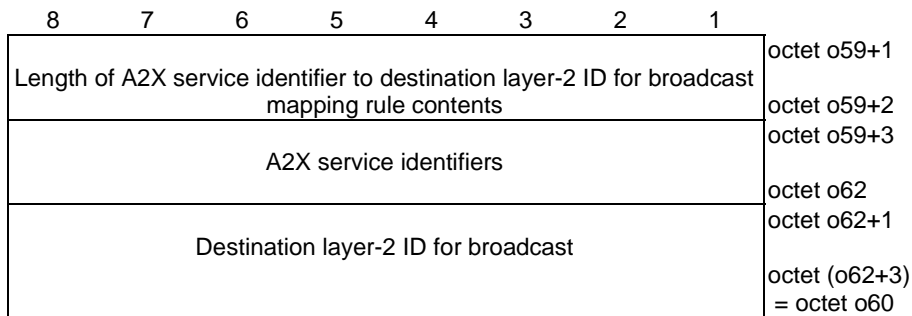 8 7 6 5 4 3 2 1
octet o59+1
Length of A2X service identifier to destination layer-2 ID for broadcast
mapping rule contents
octet o59+2
octet o59+3
A2X service identifiers
octet o62
octet o62+1
Destination layer-2 ID for broadcast
octet (o62+3)
= octet o60